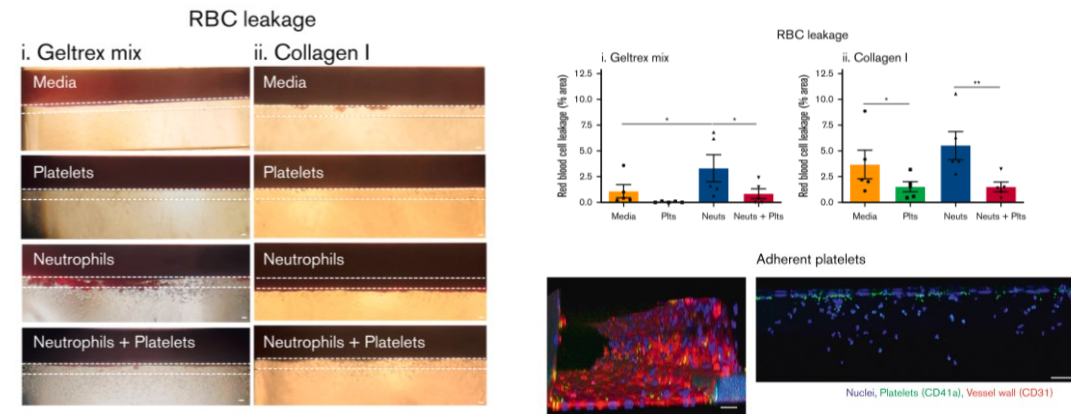 RBC leakage
i. Geltrex mix
ii. Collagen I
Media
Media
Platelets
Platelets
Neutrophils
Neutrophils
Neutrophils + Platelets
Neutrophils + Platelets
RBC leakage
i. Geltrex mix
Red blood cell leakage (% area)
12.5
10.0
7.5
5.0
2.5
0.0
*
*
Media
Plts
Neuts
Neuts + Plts
ii. Collagen I
Red blood cell leakage (% area)
12.5
10.0
7.5
5.0
2.5
0.0
*
**
Media
Plts
Neuts
Neuts + Plts
Adherent platelets
Nuclei, Platelets (CD41a), Vessel wall (CD31)